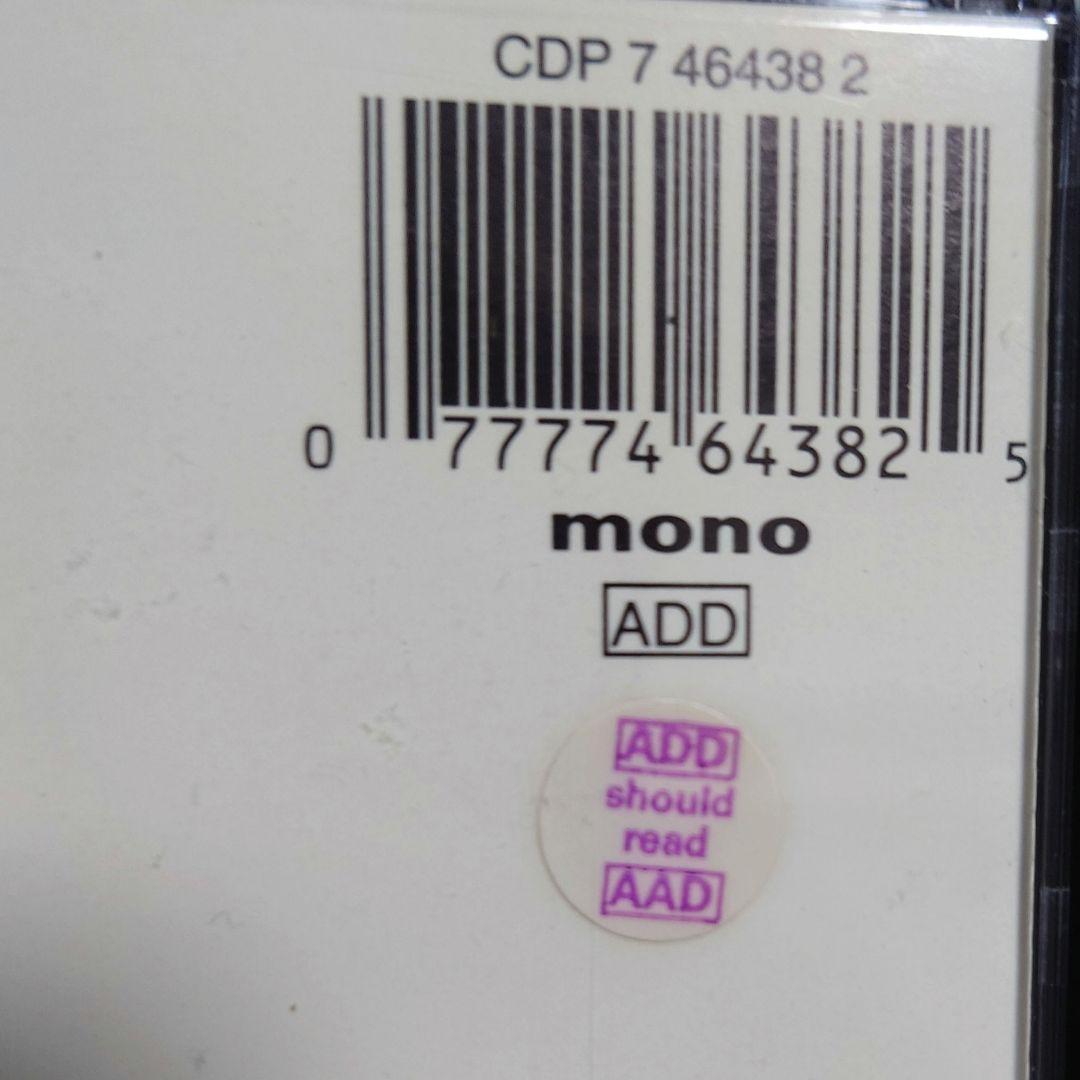 CDP 7 46438 2
0 77774 64382 5
mono
ADD
ADD
should
read
AAD